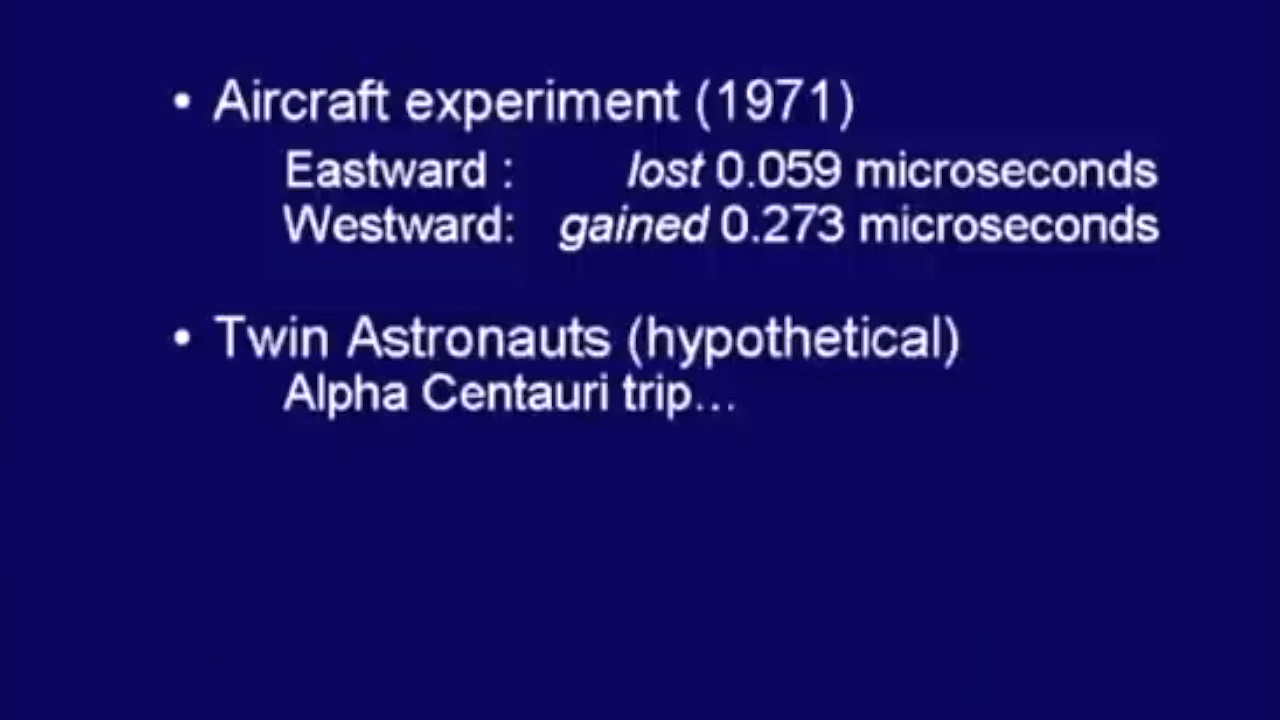 • Aircraft experiment (1971)
Eastward : lost 0.059 microseconds
Westward: gained 0.273 microseconds
• Twin Astronauts (hypothetical)
Alpha Centauri trip...